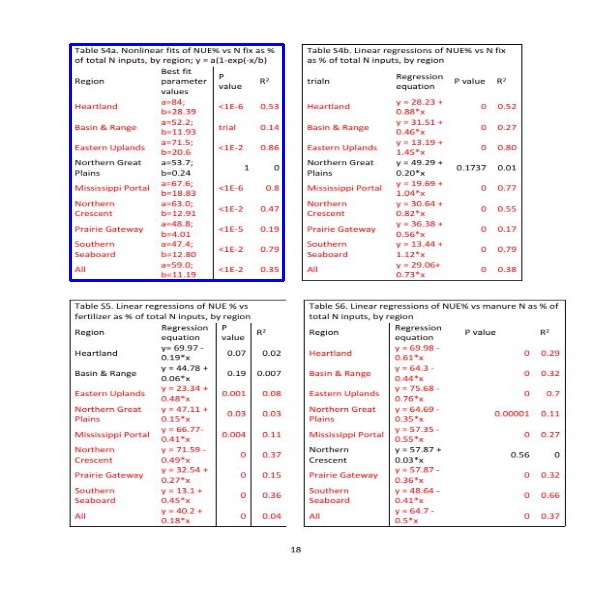 Table S4a. Nonlinear fits of NUE% vs N fix as %
of total N inputs, by region; y = a(1-exp(-x/b)
Region Best fit parameter values P value R²
Heartland a=84; b=28.39 <1E-6 0.53
Basin & Range a=52.2; b=11.93 trial 0.14
Eastern Uplands a=71.5; b=20.6 <1E-2 0.86
Northern Great Plains a=53.7; b=0.24 1 0
Mississippi Portal a=67.6; b=18.83 <1E-6 0.8
Northern Crescent a=63.0; b=12.91 <1E-2 0.47
Prairie Gateway a=48.8; b=4.01 <1E-5 0.19
Southern Seaboard a=47.4; b=12.80 <1E-2 0.79
All a=59.0; b=11.19 <1E-2 0.35
Table S4b. Linear regressions of NUE% vs N fix
as % of total N inputs, by region
trialn Regression equation P value R²
Heartland y = 28.23 + 0.88*x 0 0.52
Basin & Range y = 31.51 + 0.46*x 0 0.27
Eastern Uplands y = 13.19 + 1.45*x 0 0.80
Northern Great Plains y = 49.29 + 0.20*x 0.1737 0.01
Mississippi Portal y = 19.69 + 1.04*x 0 0.77
Northern Crescent y = 30.64 + 0.82*x 0 0.55
Prairie Gateway y = 36.38 + 0.56*x 0 0.17
Southern Seaboard y = 13.44 + 1.12*x 0 0.79
All y = 29.06+ 0.73*x 0 0.38
Table S5. Linear regressions of NUE % vs
fertilizer as % of total N inputs, by region
Region Regression equation P value R²
Heartland y= 69.97 - 0.19*x 0.07 0.02
Basin & Range y = 44.78 + 0.06*x 0.19 0.007
Eastern Uplands y = 23.34 + 0.48*x 0.001 0.08
Northern Great Plains y = 47.11 + 0.15*x 0.03 0.03
Mississippi Portal y = 66.77- 0.41*x 0.004 0.11
Northern Crescent y = 71.59 - 0.49*x 0 0.37
Prairie Gateway y = 32.54 + 0.27*x 0 0.15
Southern Seaboard y = 13.1 + 0.45*x 0 0.36
All y = 40.2 + 0.18*x 0 0.04
Table S6. Linear regressions of NUE% vs manure N as % of
total N inputs, by region
Region Regression equation P value R²
Heartland y = 69.98 - 0.61*x 0 0.29
Basin & Range y = 64.3 - 0.44*x 0 0.32
Eastern Uplands y = 75.68 - 0.76*x 0 0.7
Northern Great Plains y = 64.69 - 0.35*x 0.00001 0.11
Mississippi Portal y = 57.35 - 0.55*x 0 0.27
Northern Crescent y = 57.87 + 0.03*x 0.56 0
Prairie Gateway y = 57.87 - 0.36*x 0 0.32
Southern Seaboard y = 48.64 - 0.41*x 0 0.66
All y = 64.7 - 0.5*x 0 0.37
18